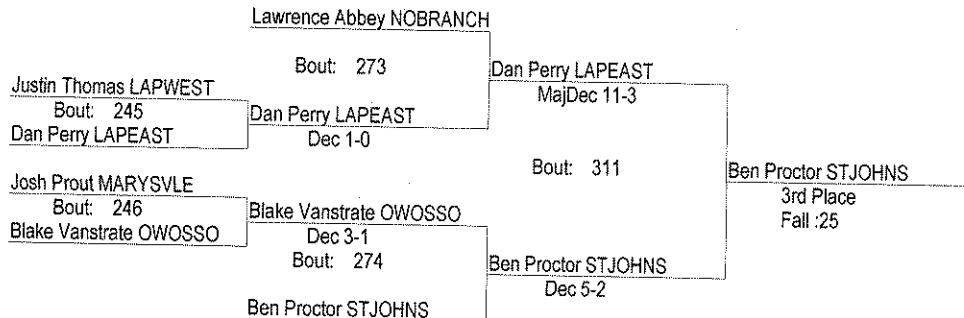 Lawrence Abbey NOBRANCH
Bout: 273
Dan Perry LAPEAST
MajDec 11-3
Justin Thomas LAPWEST
Bout: 245
Dan Perry LAPEAST
Dan Perry LAPEAST
Dec 1-0
Bout: 311
Ben Proctor STJOHNS
3rd Place
Fall :25
Josh Prout MARYSVLE
Bout: 246
Blake Vanstrate OWOSSO
Blake Vanstrate OWOSSO
Dec 3-1
Bout: 274
Ben Proctor STJOHNS
Dec 5-2
Ben Proctor STJOHNS